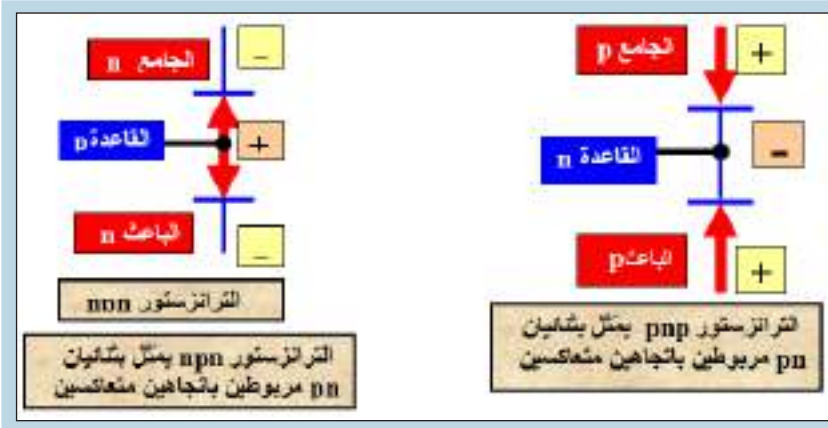 الجامع p
+
القاعدة n
-
الباعث p
+
الترانزستور pnp يمثل بثنائيان
pn مربوطين باتجاهين متعاكسين
الجامع n
-
القاعدة p
+
الباعث n
-
الترانزستور npn
الترانزستور npn يمثل بثنائيان
pn مربوطين باتجاهين متعاكسين